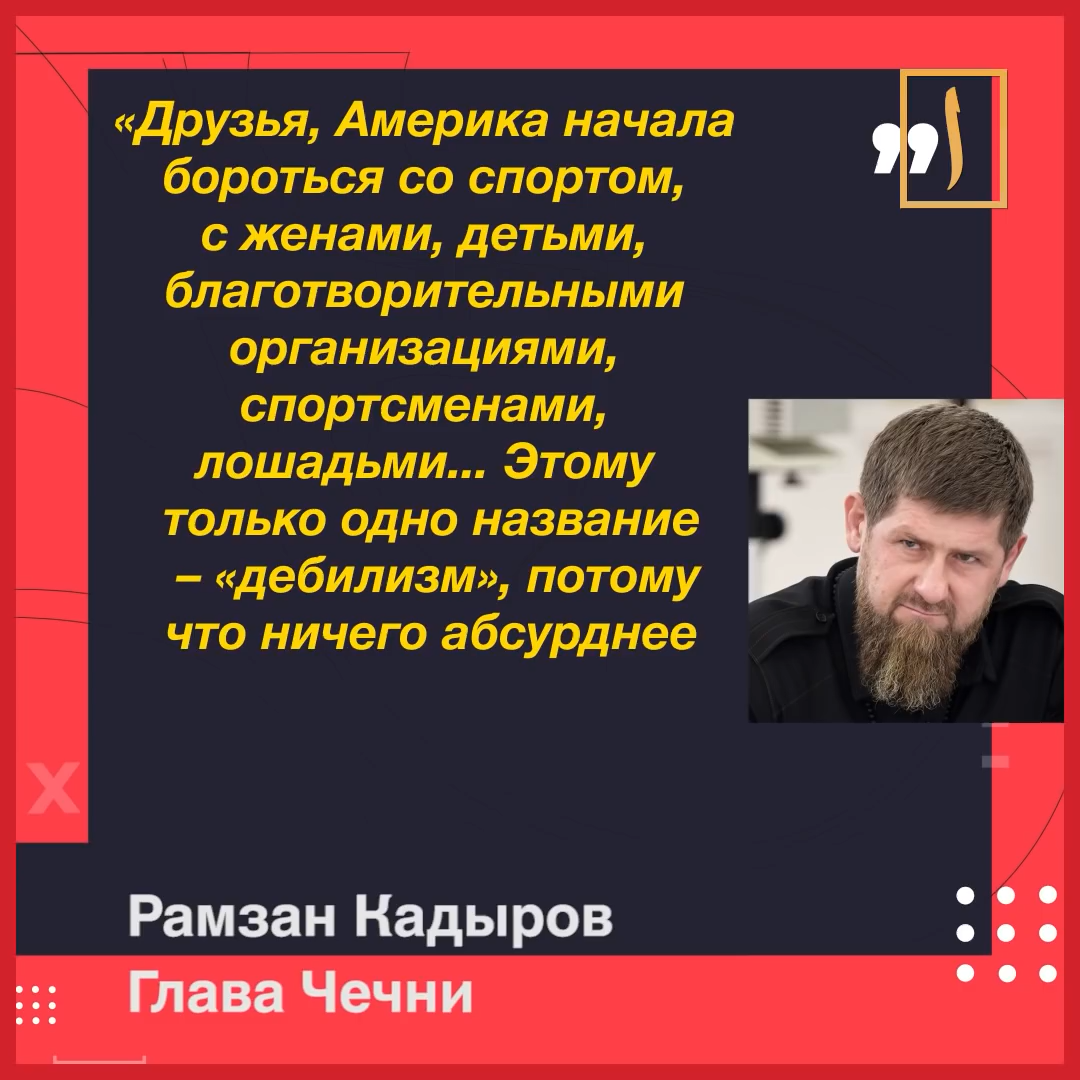 «Друзья, Америка начала
бороться со спортом,
с женами, детьми,
благотворительными
организациями,
спортсменами,
лошадьми... Этому
только одно название
– «дебилизм», потому
что ничего абсурднее
x
Рамзан Кадыров
Глава Чечни